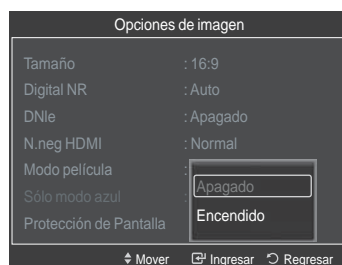 Opciones de imagen
Tamaño : 16:9
Digital NR : Auto
DNIe : Apagado
N.neg HDMI : Normal
Modo película :
Apagado
Sólo modo azul :
Encendido
Protección de Pantalla
Mover Ingresar Regresar